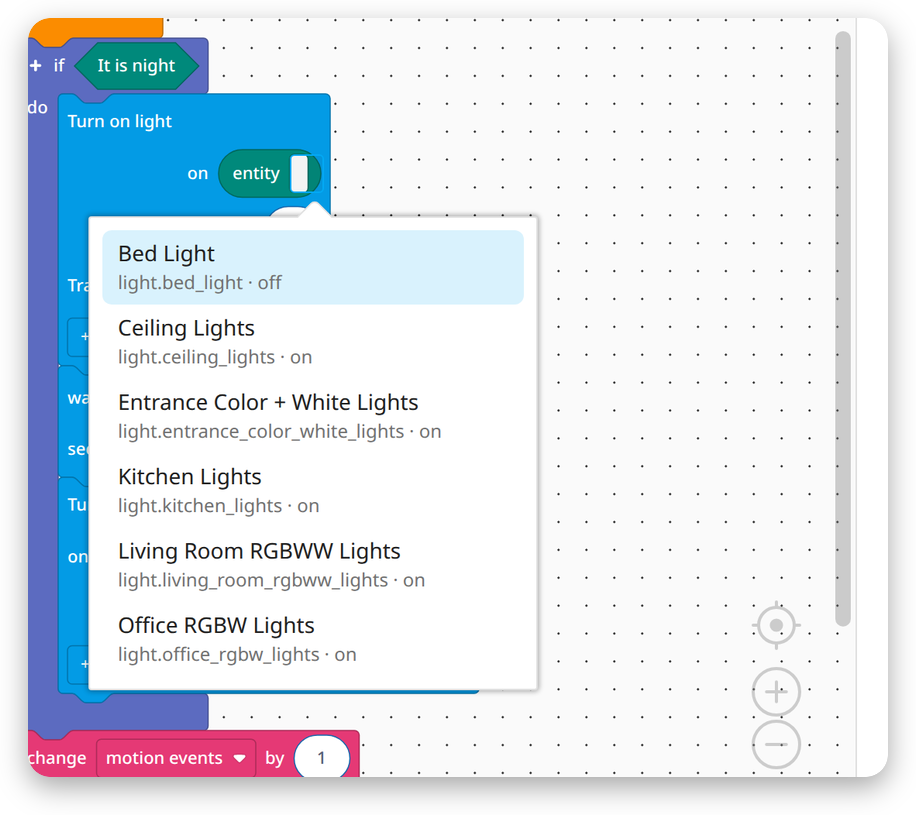 if It is night
do
Turn on light
on entity
Bed Light
light.bed_light · off
Ceiling Lights
light.ceiling_lights · on
Entrance Color + White Lights
light.entrance_color_white_lights · on
Kitchen Lights
light.kitchen_lights · on
Living Room RGBWW Lights
light.living_room_rgbww_lights · on
Office RGBW Lights
light.office_rgbw_lights · on
change motion events by 1